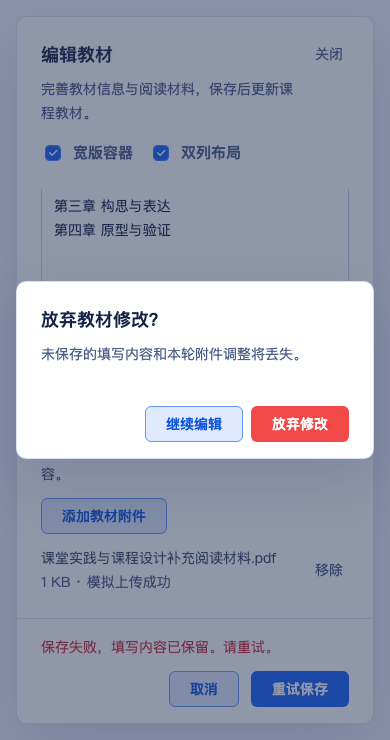 编辑教材
关闭
完善教材信息与阅读材料，保存后更新课
程教材。
宽版容器
双列布局
第三章 构思与表达
第四章 原型与验证
放弃教材修改？
未保存的填写内容和本轮附件调整将丢失。
继续编辑
放弃修改
容。
添加教材附件
课堂实践与课程设计补充阅读材料.pdf
1 KB · 模拟上传成功
移除
保存失败，填写内容已保留。请重试。
取消
重试保存